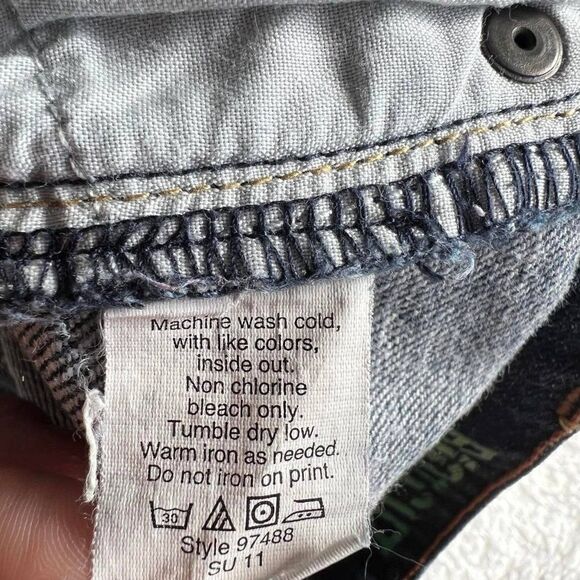 Machine wash cold,
with like colors,
inside out.
Non chlorine
bleach only.
Tumble dry low.
Warm iron as needed.
Do not iron on print.
30
Style 97488
SU 11